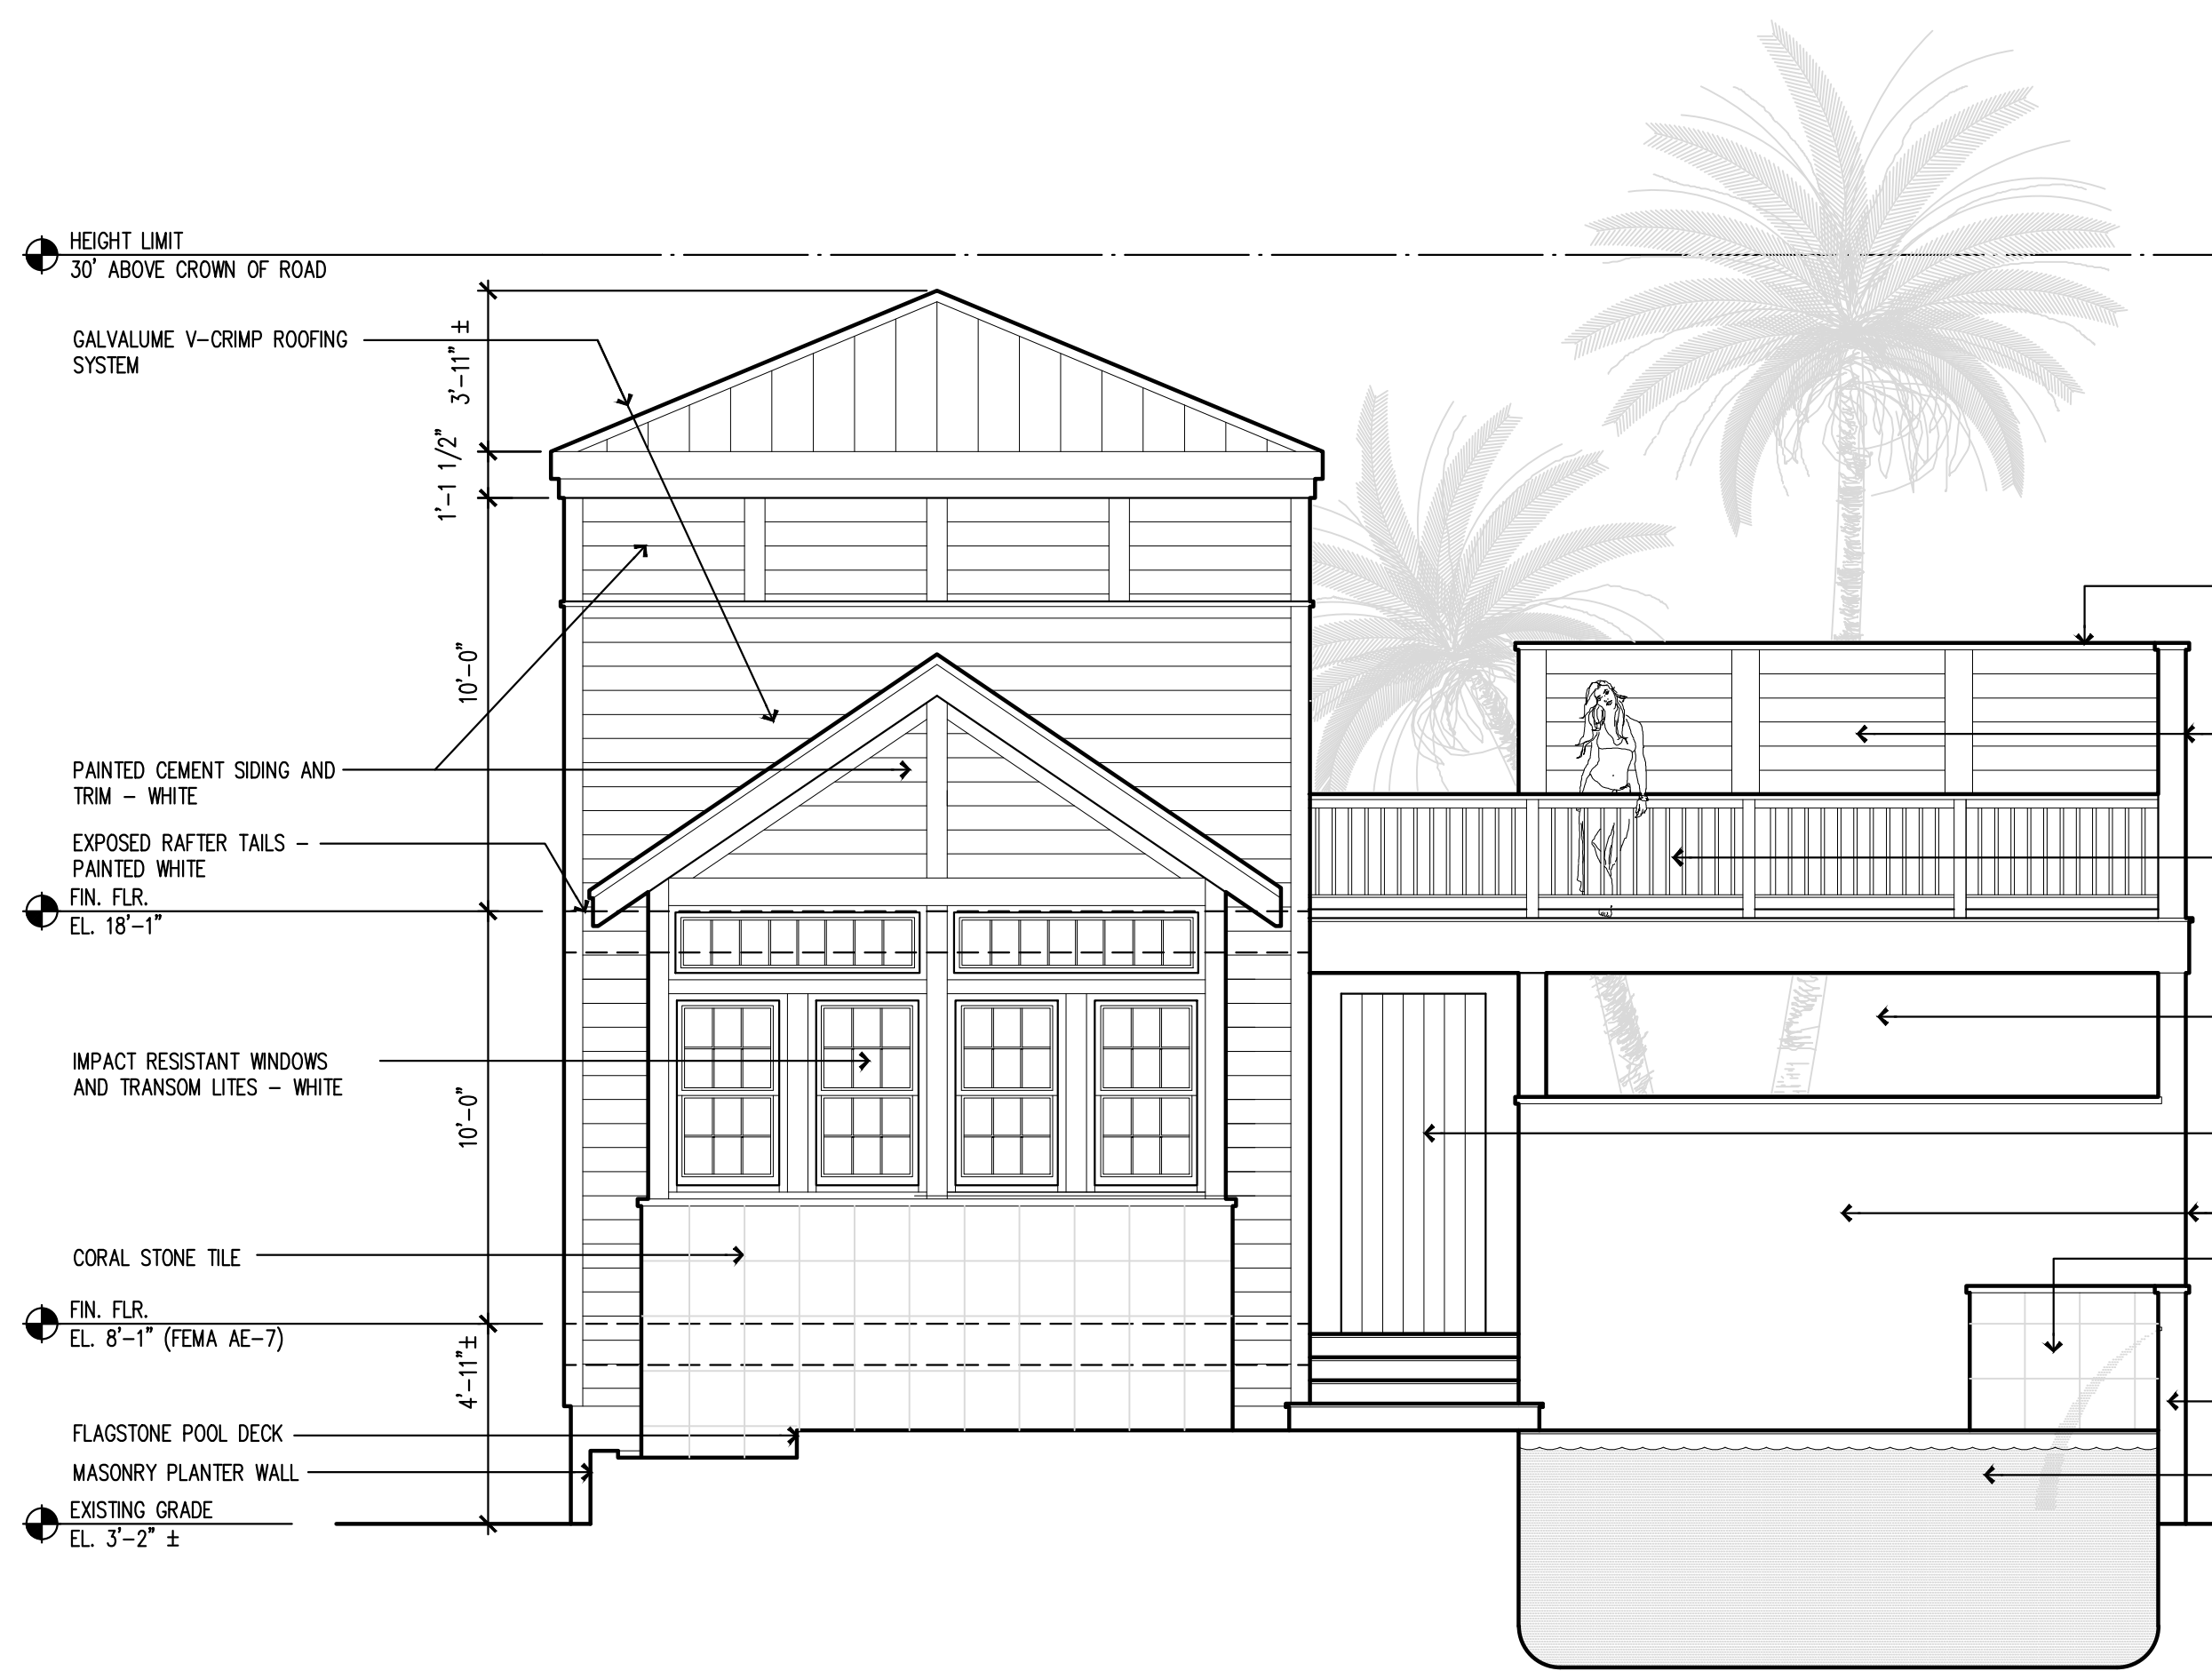 HEIGHT LIMIT
30' ABOVE CROWN OF ROAD
GALVALUME V-CRIMP ROOFING
SYSTEM
3'-11" ±
1'-1 1/2"
10'-0"
PAINTED CEMENT SIDING AND
TRIM - WHITE
EXPOSED RAFTER TAILS -
PAINTED WHITE
FIN. FLR.
EL. 18'-1"
IMPACT RESISTANT WINDOWS
AND TRANSOM LITES - WHITE
10'-0"
CORAL STONE TILE
FIN. FLR.
EL. 8'-1" (FEMA AE-7)
4'-11"±
FLAGSTONE POOL DECK
MASONRY PLANTER WALL
EXISTING GRADE
EL. 3'-2" ±